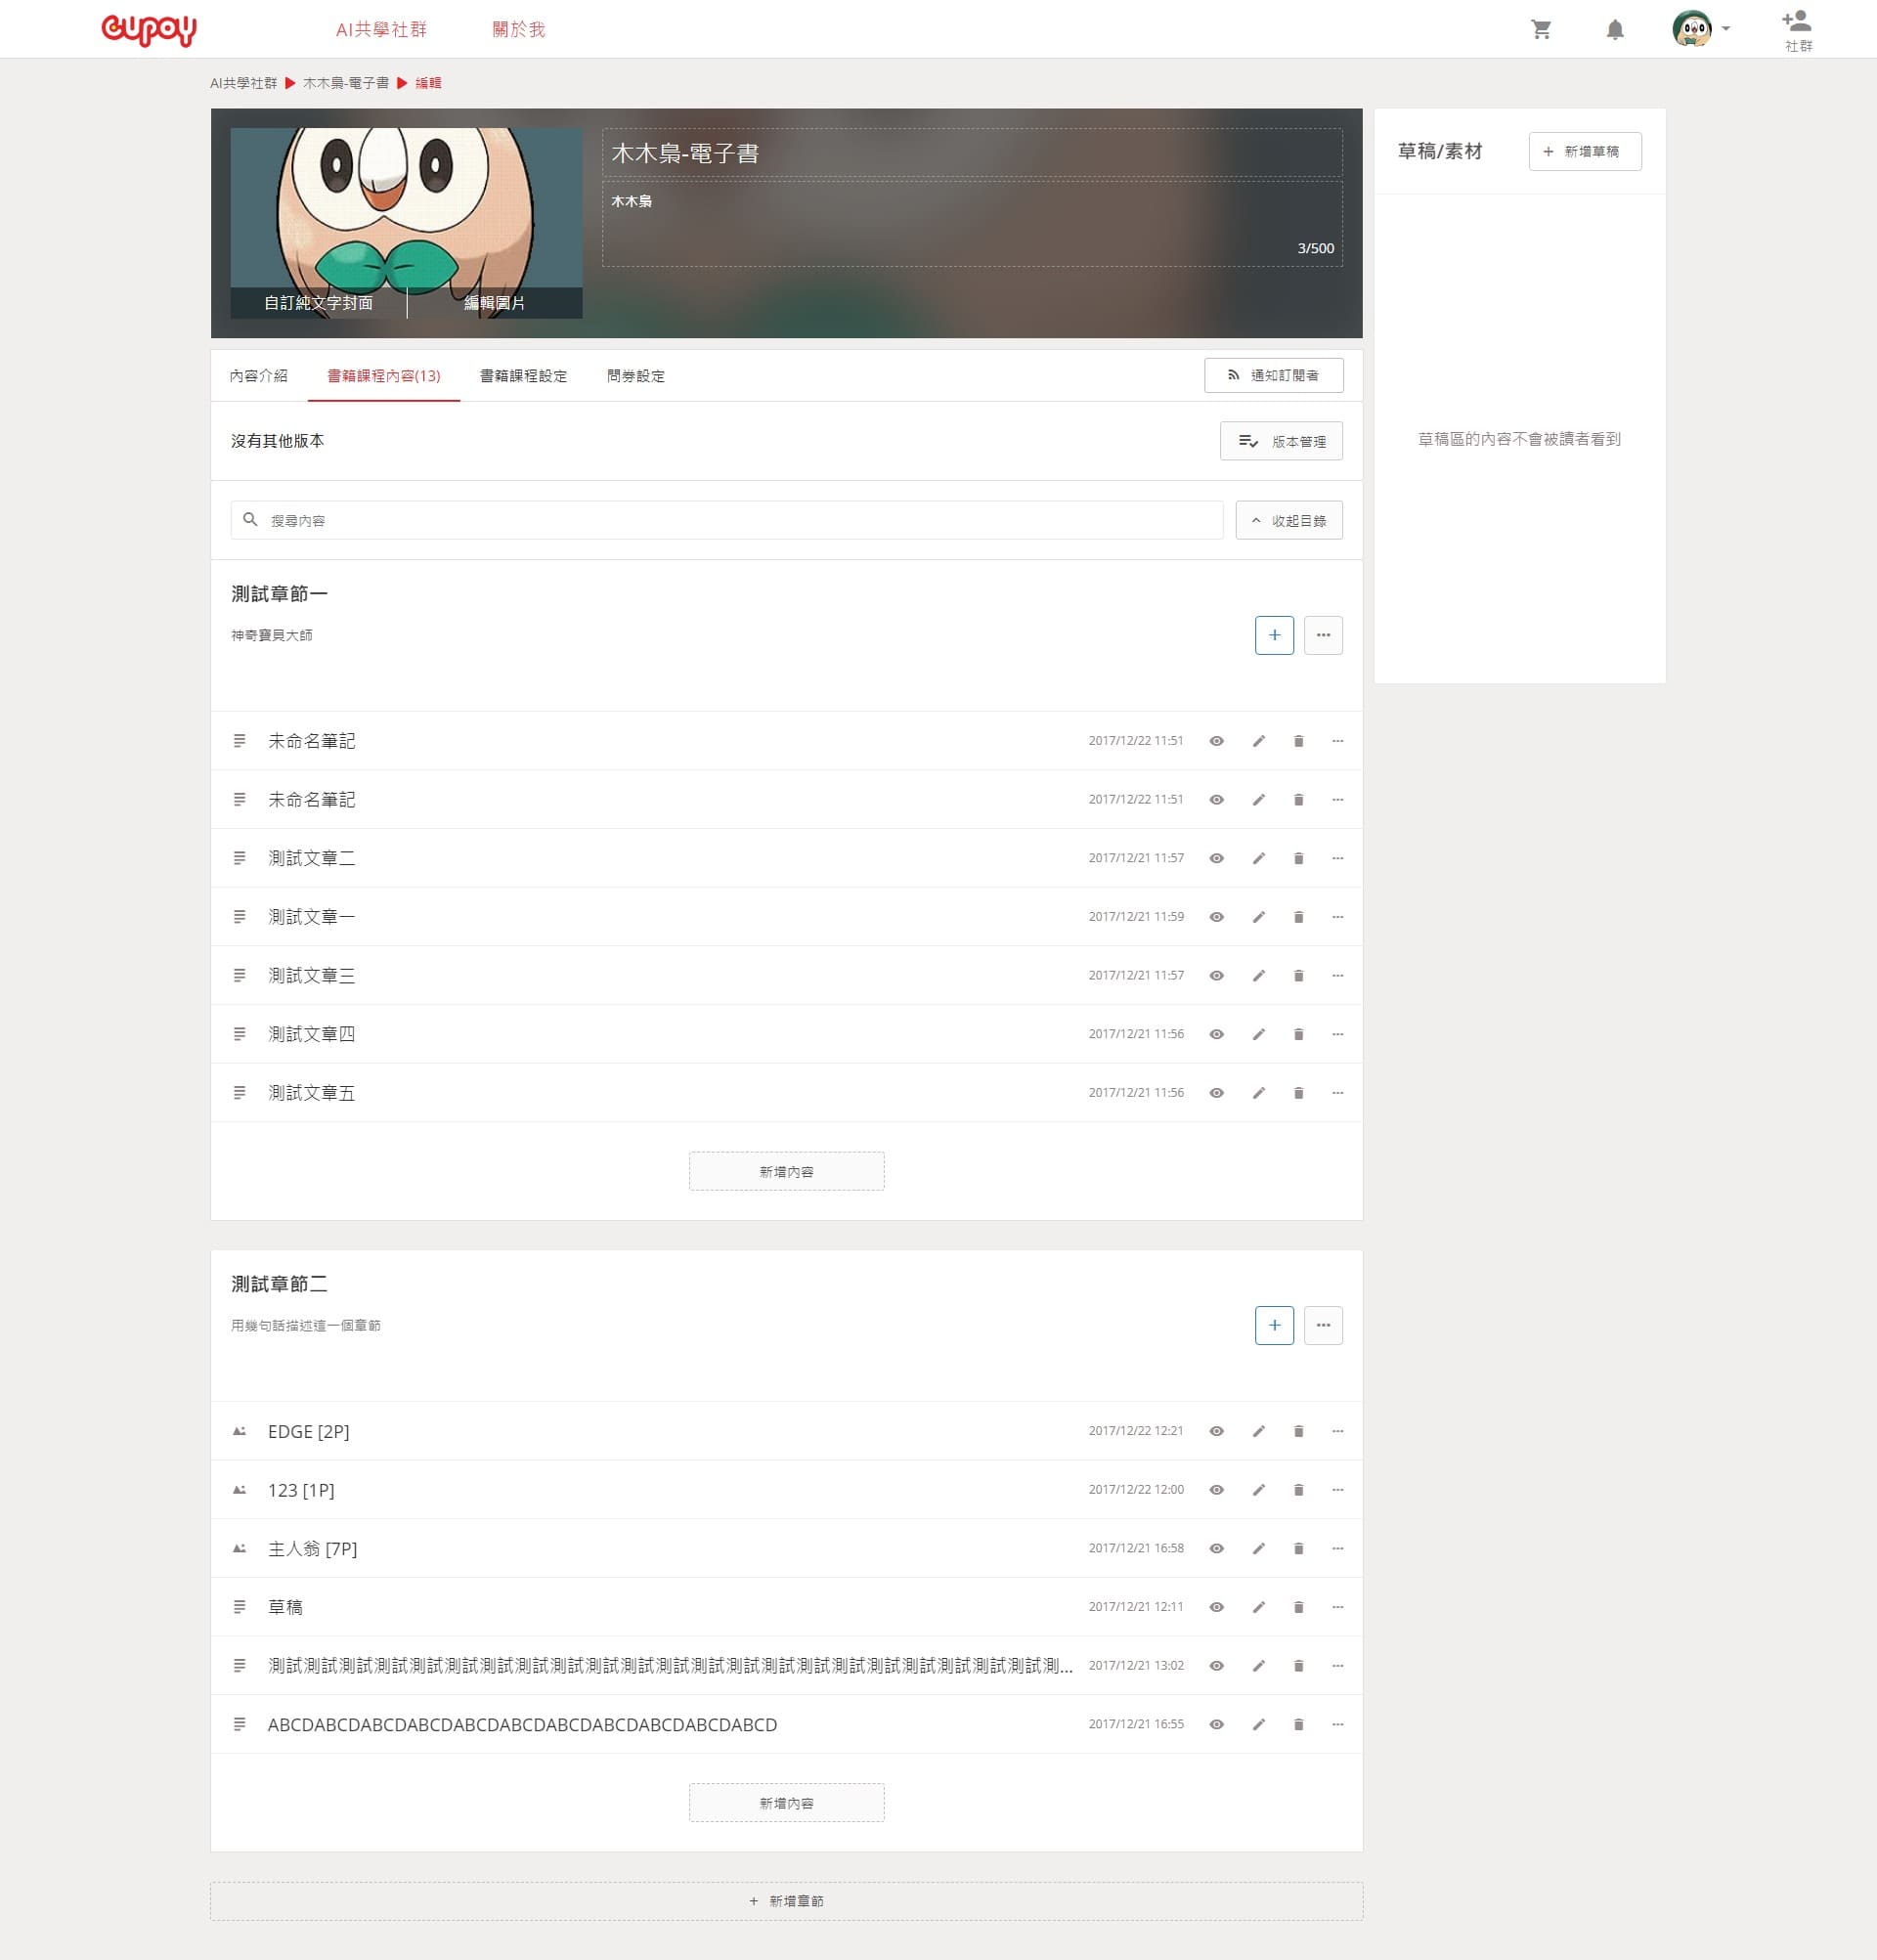 cupoy
AI共學社群
關於我
社群
AI共學社群 木木梟-電子書 編輯
木木梟-電子書
木木梟
3/500
自訂純文字封面
編輯圖片
草稿/素材
+ 新增草稿
草稿區的內容不會被讀者看到
內容介紹
書籍課程內容(13)
書籍課程設定
問券設定
通知訂閱者
沒有其他版本
版本管理
搜尋內容
收起目錄
測試章節一
神奇寶貝大師
未命名筆記 2017/12/22 11:51
未命名筆記 2017/12/22 11:51
測試文章二 2017/12/21 11:57
測試文章一 2017/12/21 11:59
測試文章三 2017/12/21 11:57
測試文章四 2017/12/21 11:56
測試文章五 2017/12/21 11:56
新增內容
測試章節二
用幾句話描述這一個章節
EDGE [2P] 2017/12/22 12:21
123 [1P] 2017/12/22 12:00
主人翁 [7P] 2017/12/21 16:58
草稿 2017/12/21 12:11
測試測試測試測試測試測試測試測試測試測試測試測試測試測試測試測試測試測試測試測試測試測試測... 2017/12/21 13:02
ABCDABCDABCDABCDABCDABCDABCDABCDABCDABCDABCD 2017/12/21 16:55
新增內容
+ 新增章節